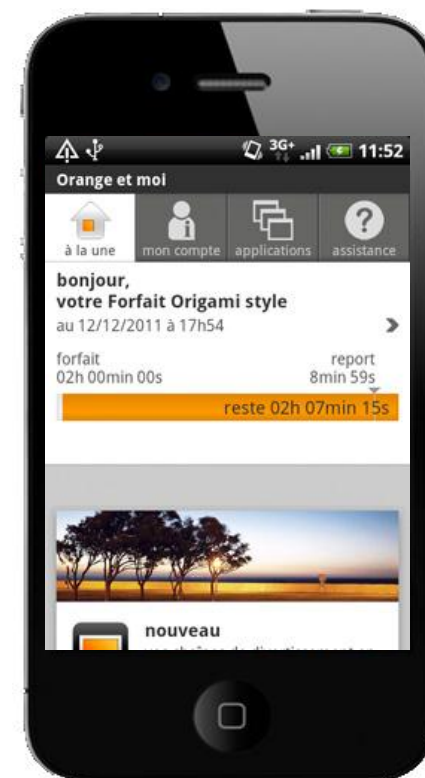 3G+ 11:52
Orange et moi
à la une mon compte applications assistance
bonjour,
votre Forfait Origami style
au 12/12/2011 à 17h54
forfait report
02h 00min 00s 8min 59s
reste 02h 07min 15s
nouveau